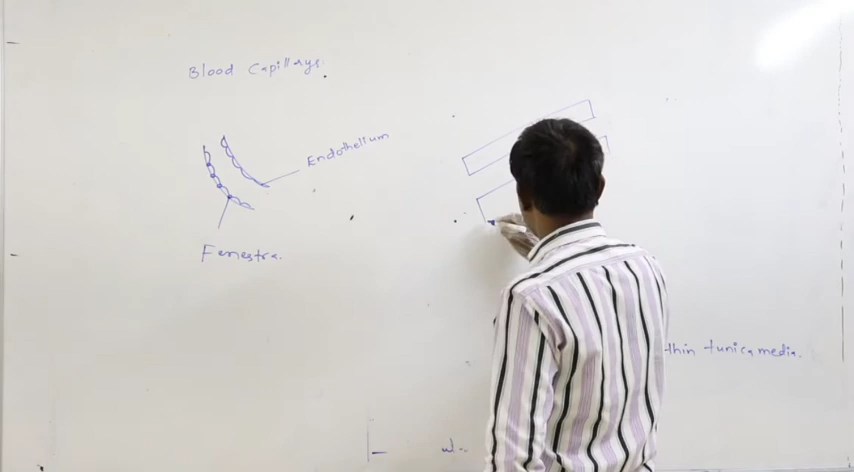 Blood Capillarys.
Endothelium
Fenestra.
thin tunica media.